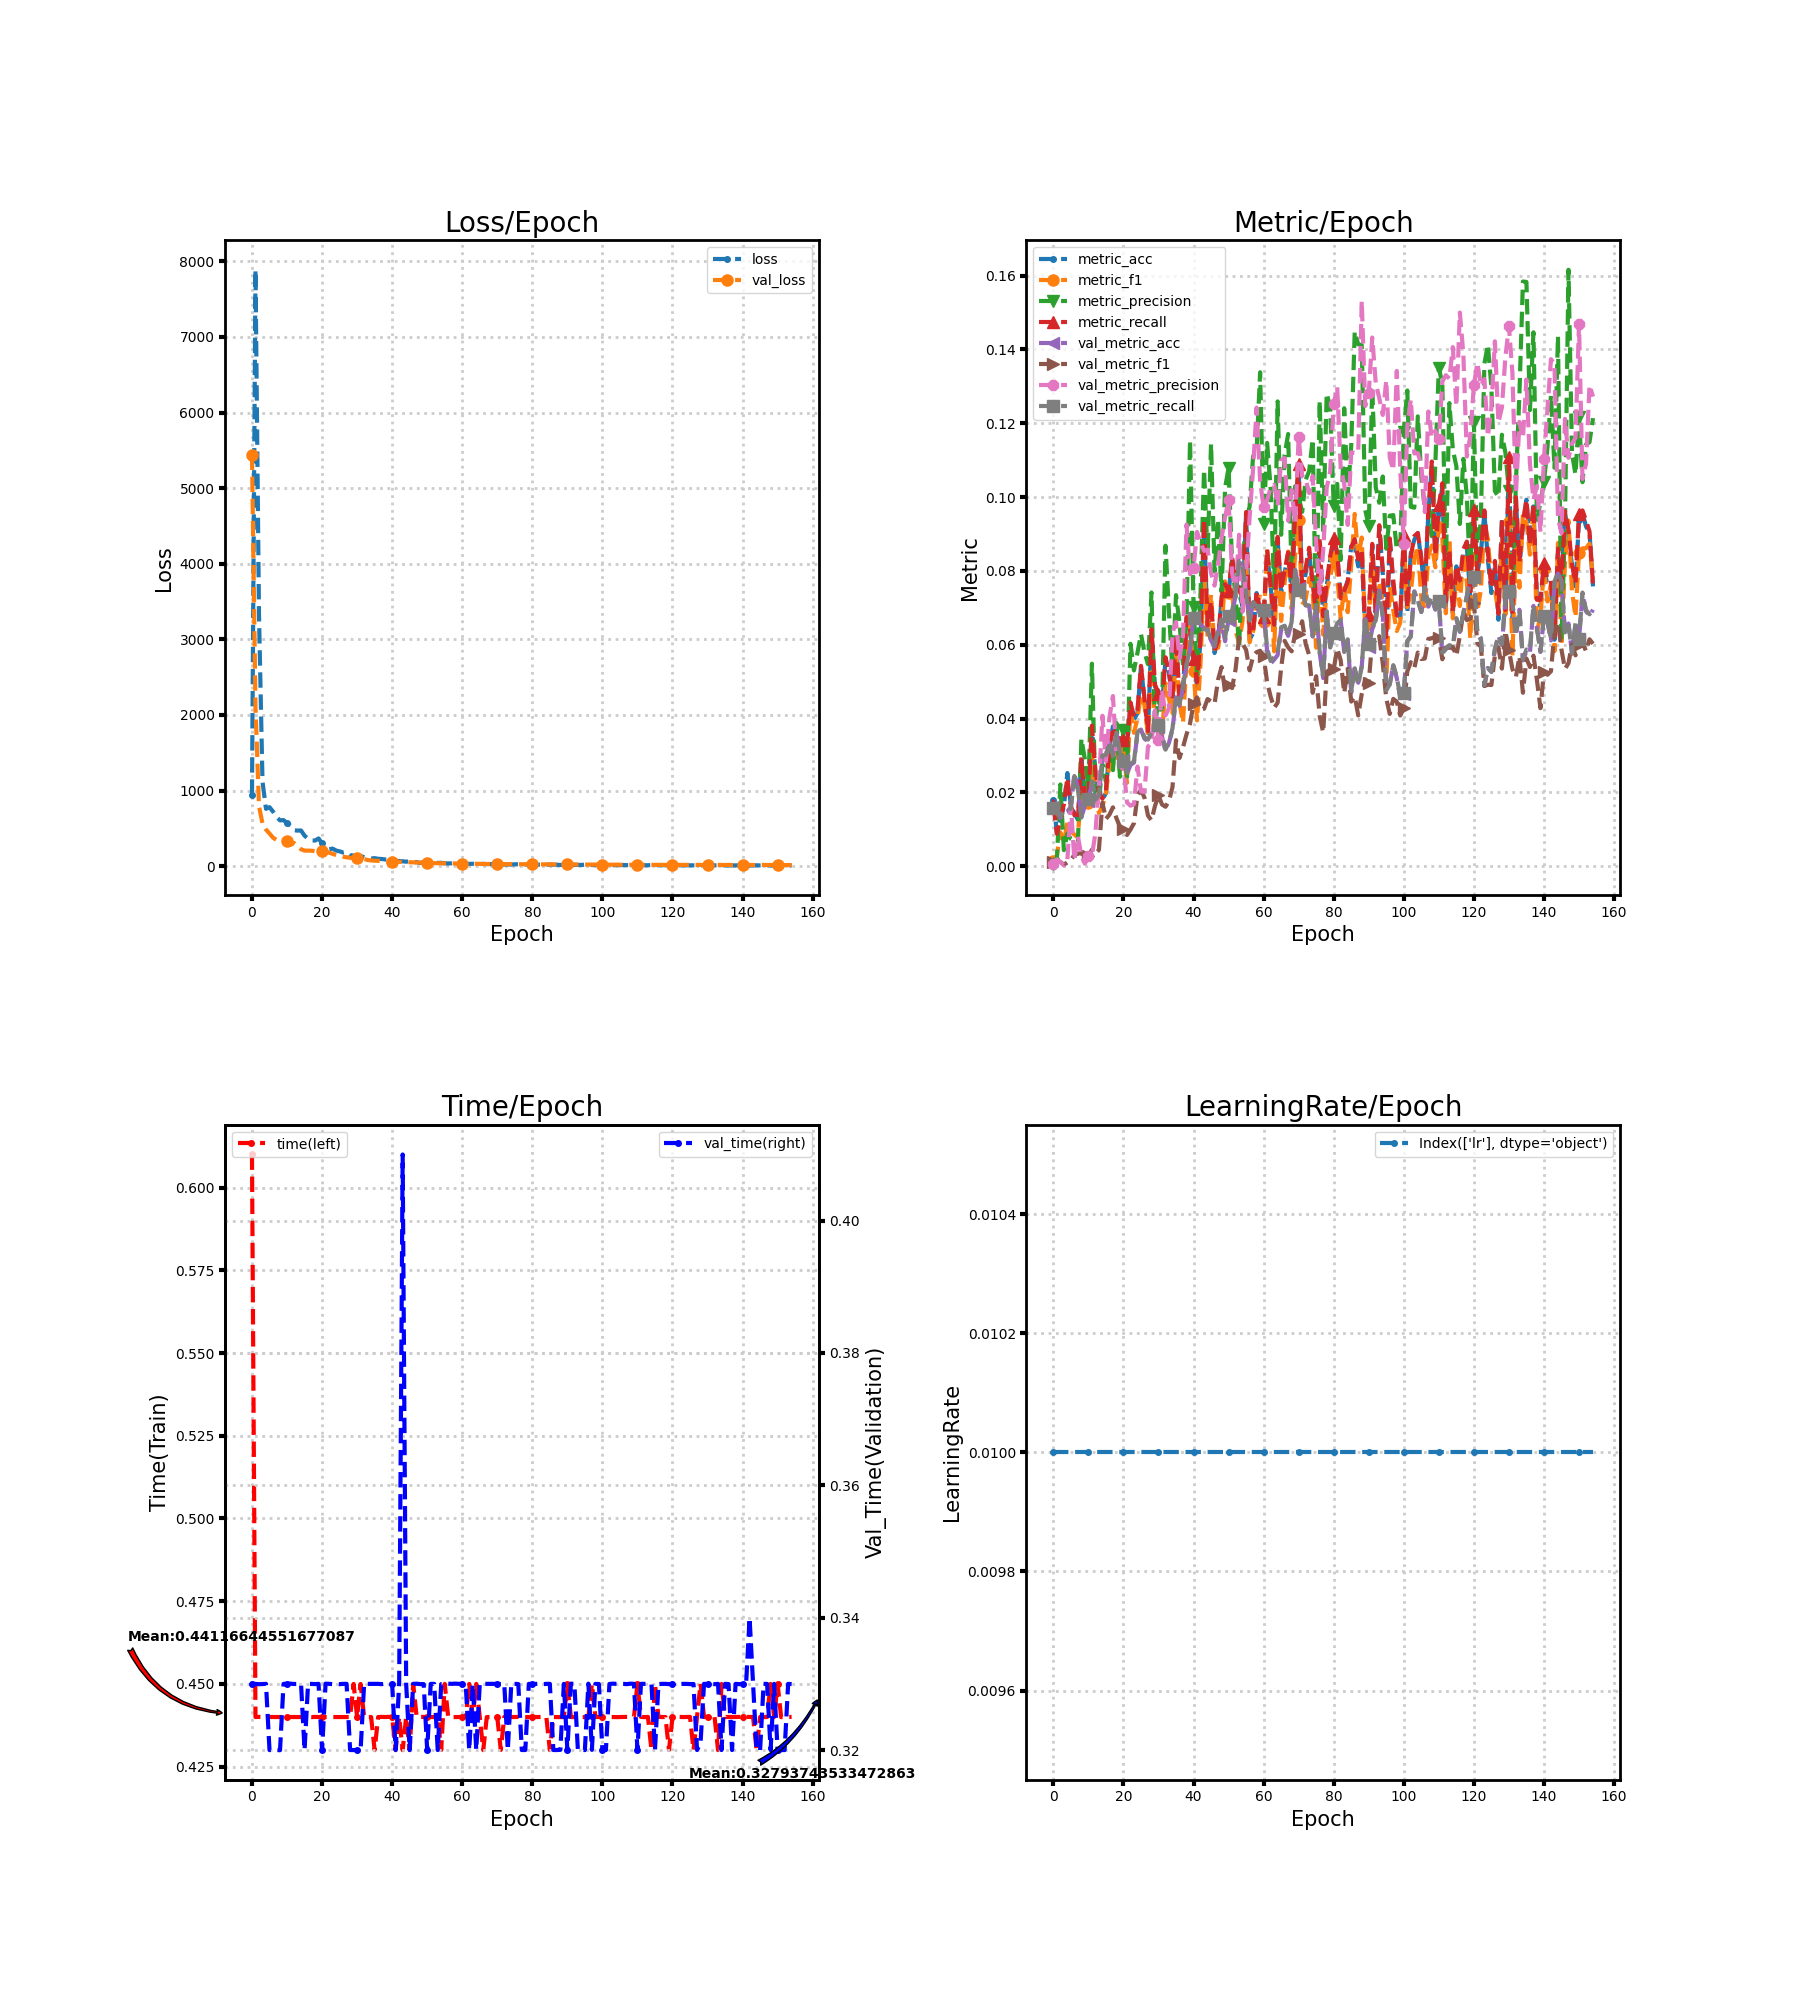 Loss/Epoch
loss
val_loss
8000
7000
6000
5000
4000
3000
2000
1000
0
Loss
0 20 40 60 80 100 120 140 160
Epoch
Metric/Epoch
metric_acc
metric_f1
metric_precision
metric_recall
val_metric_acc
val_metric_f1
val_metric_precision
val_metric_recall
0.16
0.14
0.12
0.10
0.08
0.06
0.04
0.02
0.00
Metric
0 20 40 60 80 100 120 140 160
Epoch
Time/Epoch
time(left)
val_time(right)
0.600
0.575
0.550
0.525
0.500
0.475
0.450
0.425
Time(Train)
0.40
0.38
0.36
0.34
0.32
Val_Time(Validation)
Mean:0.44116644551677087
Mean:0.32793743533472863
0 20 40 60 80 100 120 140 160
Epoch
LearningRate/Epoch
Index(['lr'], dtype='object')
0.0104
0.0102
0.0100
0.0098
0.0096
LearningRate
0 20 40 60 80 100 120 140 160
Epoch